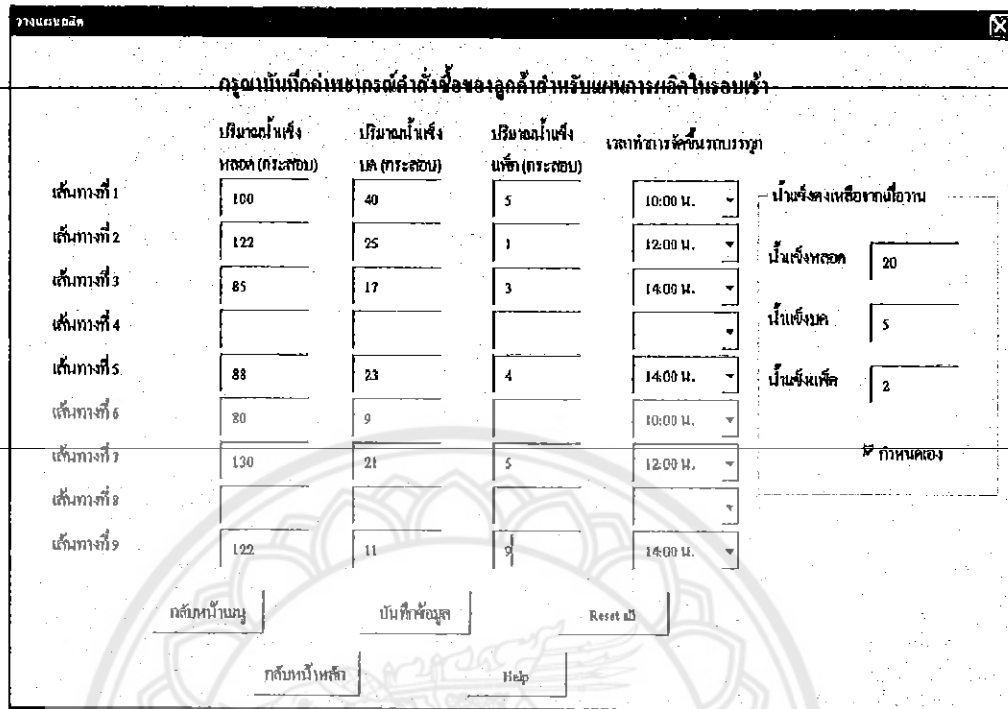 วางแผนผลิต
กรุณาบันทึกค่าพยากรณ์คำสั่งซื้อของลูกค้าสำหรับแผนการผลิตในรอบเช้า
ปริมาณน้ำแข็ง ปริมาณน้ำแข็ง ปริมาณน้ำแข็ง เวลาทำการจัดขึ้นรถบรรทุก
หลอด (กระสอบ) บด (กระสอบ) แพ็ก (กระสอบ)
เส้นทางที่ 1 100 40 5 10:00 น. น้ำแข็งคงเหลือจากเมื่อวาน
เส้นทางที่ 2 122 25 1 12:00 น.
น้ำแข็งหลอด 20
เส้นทางที่ 3 85 17 3 14:00 น.
เส้นทางที่ 4 น้ำแข็งบด 5
เส้นทางที่ 5 88 23 4 14:00 น. น้ำแข็งแพ็ค 2
เส้นทางที่ 6 80 9 10:00 น.
เส้นทางที่ 7 130 21 5 12:00 น. กำหนดเอง
เส้นทางที่ 8
เส้นทางที่ 9 122 11 9 14:00 น.
กลับหน้าเมนู บันทึกข้อมูล Reset ค่า
กลับหน้าหลัก Help